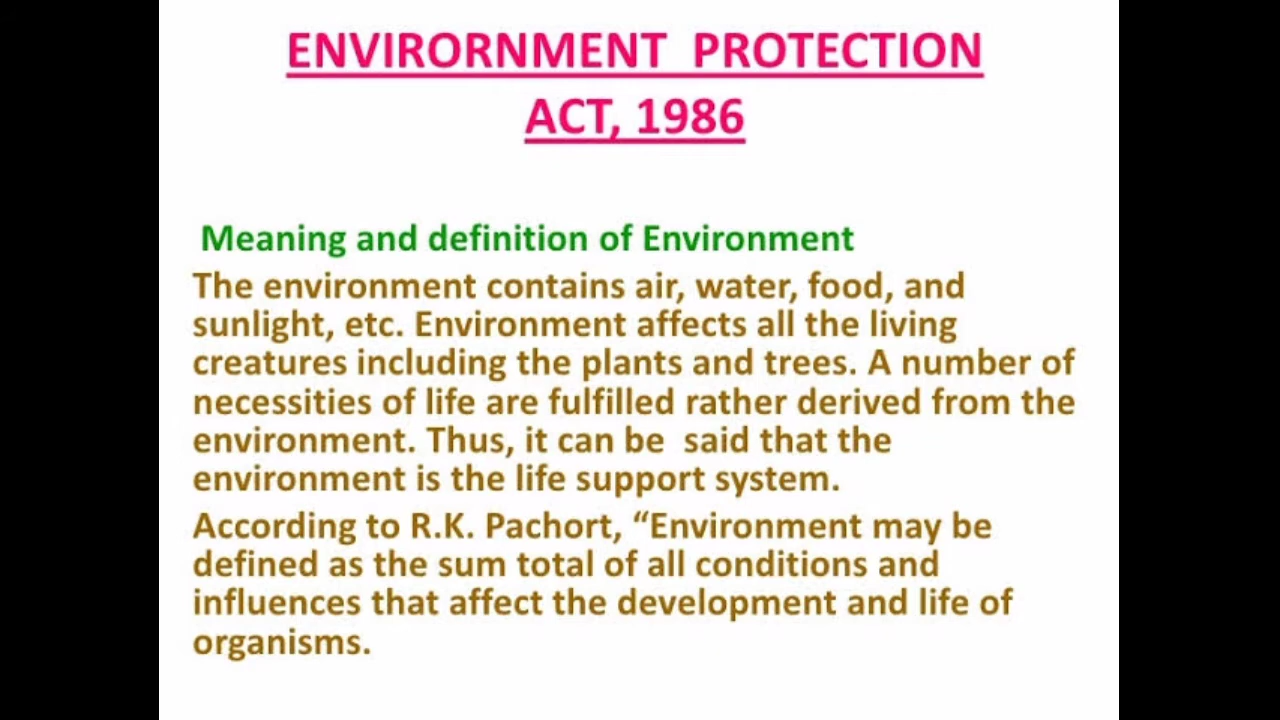 ENVIRORNMENT PROTECTION
ACT, 1986
Meaning and definition of Environment
The environment contains air, water, food, and
sunlight, etc. Environment affects all the living
creatures including the plants and trees. A number of
necessities of life are fulfilled rather derived from the
environment. Thus, it can be said that the
environment is the life support system.
According to R.K. Pachort, “Environment may be
defined as the sum total of all conditions and
influences that affect the development and life of
organisms.